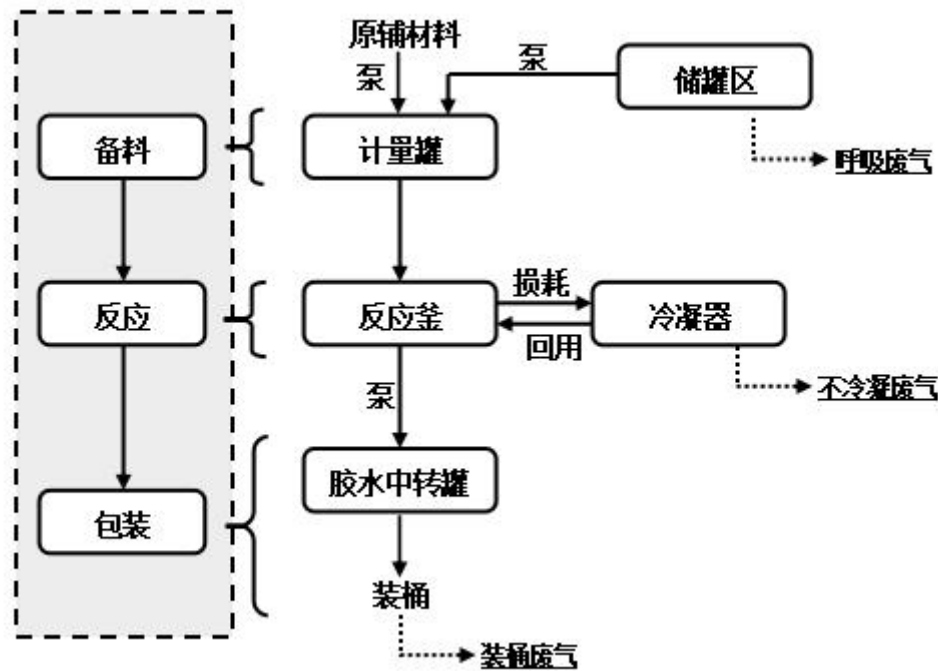 原辅材料
泵
泵
储罐区
备料
计量罐
呼吸废气
反应
反应釜
损耗
回用
冷凝器
不冷凝废气
泵
胶水中转罐
包装
装桶
装桶废气